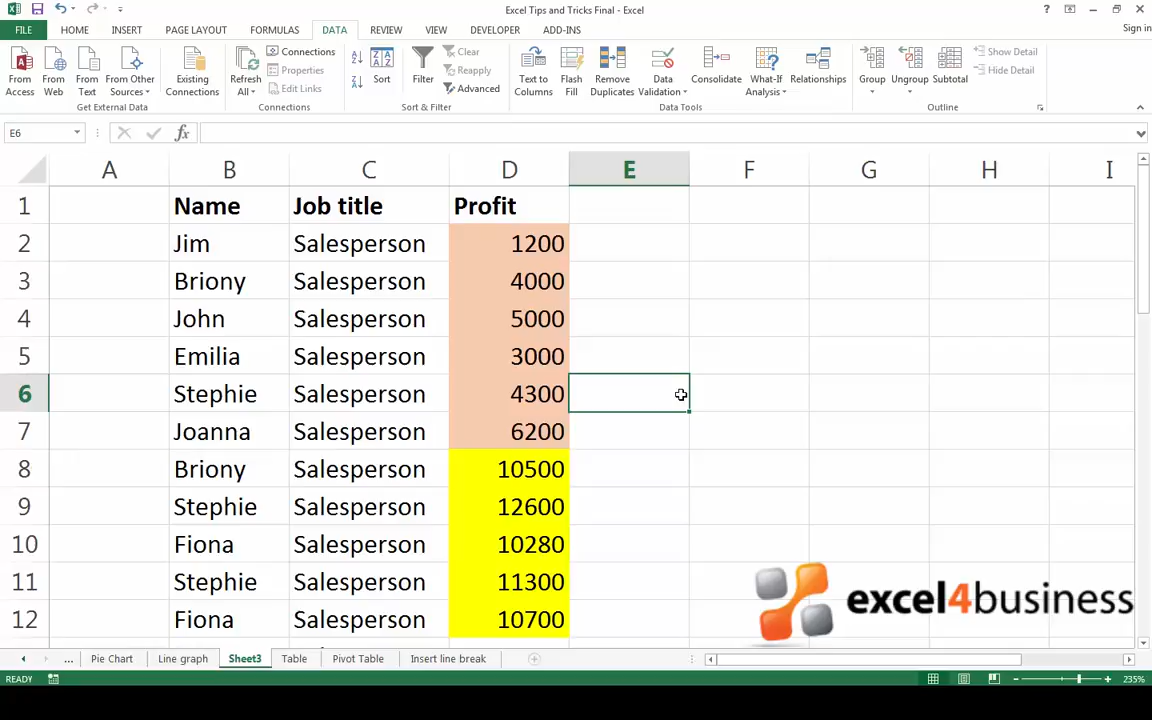 Excel Tips and Tricks Final - Excel
Sign in
FILE HOME INSERT PAGE LAYOUT FORMULAS DATA REVIEW VIEW DEVELOPER ADD-INS
From Access
From Web
From Text
From Other Sources
Get External Data
Existing Connections
Refresh All
Connections
Properties
Edit Links
Connections
Sort
Filter
Clear
Reapply
Advanced
Sort & Filter
Text to Columns
Flash Fill
Remove Duplicates
Data Validation
Consolidate
What-If Analysis
Relationships
Data Tools
Group
Ungroup
Subtotal
Show Detail
Hide Detail
Outline
E6 fx
A B C D E F G H I
1 Name Job title Profit
2 Jim Salesperson 1200
3 Briony Salesperson 4000
4 John Salesperson 5000
5 Emilia Salesperson 3000
6 Stephie Salesperson 4300
7 Joanna Salesperson 6200
8 Briony Salesperson 10500
9 Stephie Salesperson 12600
10 Fiona Salesperson 10280
11 Stephie Salesperson 11300
12 Fiona Salesperson 10700
excel4business
... Pie Chart Line graph Sheet3 Table Pivot Table Insert line break
READY 235%